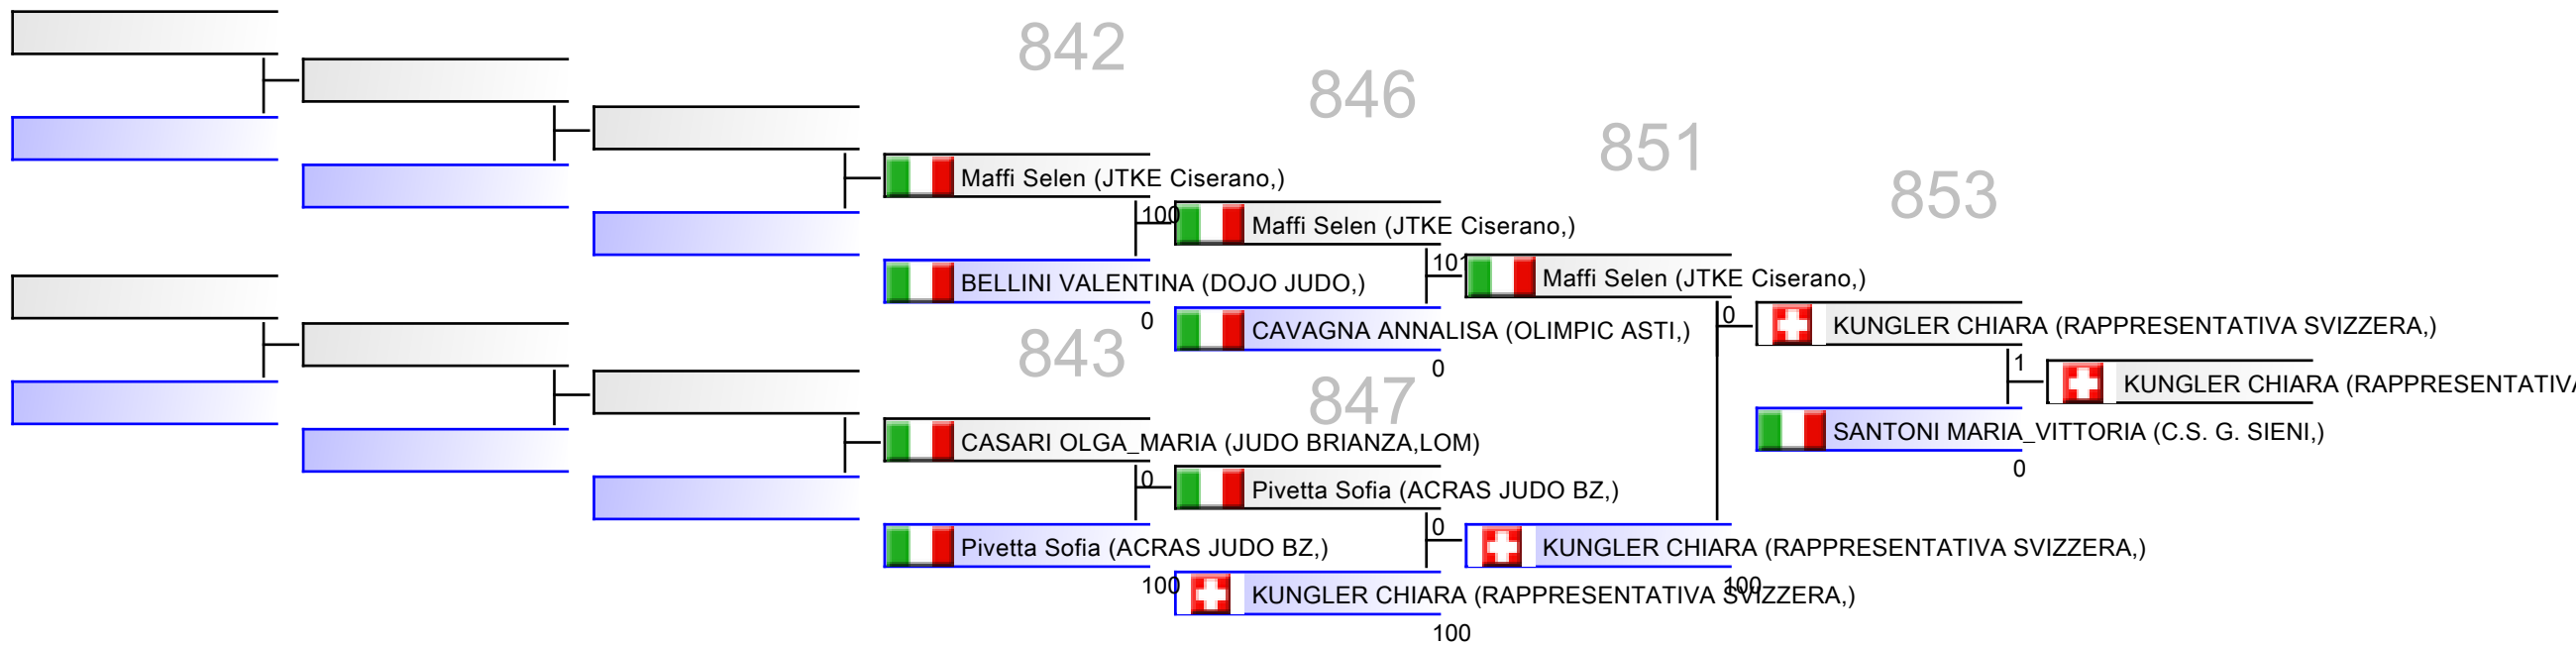 842
846
851
853
Maffi Selen (JTKE Ciserano,)
100
Maffi Selen (JTKE Ciserano,)
BELLINI VALENTINA (DOJO JUDO,)
0
101
Maffi Selen (JTKE Ciserano,)
CAVAGNA ANNALISA (OLIMPIC ASTI,)
0
0
KUNGLER CHIARA (RAPPRESENTATIVA SVIZZERA,)
1
KUNGLER CHIARA (RAPPRESENTATIVA
SANTONI MARIA_VITTORIA (C.S. G. SIENI,)
0
843
847
CASARI OLGA_MARIA (JUDO BRIANZA,LOM)
0
Pivetta Sofia (ACRAS JUDO BZ,)
Pivetta Sofia (ACRAS JUDO BZ,)
100
0
KUNGLER CHIARA (RAPPRESENTATIVA SVIZZERA,)
100
KUNGLER CHIARA (RAPPRESENTATIVA SVIZZERA,)
100